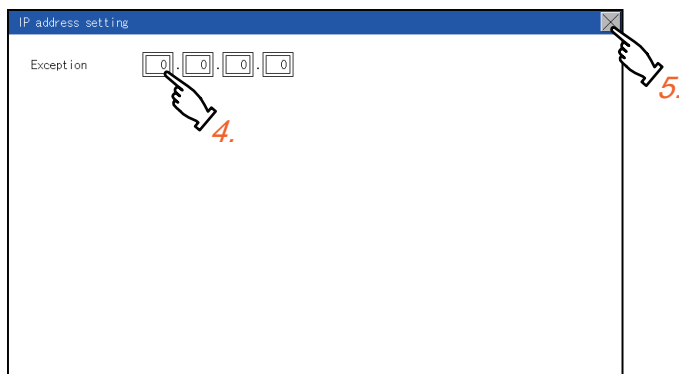 IP address setting
Exception 0 . 0 . 0 . 0
4.
5.